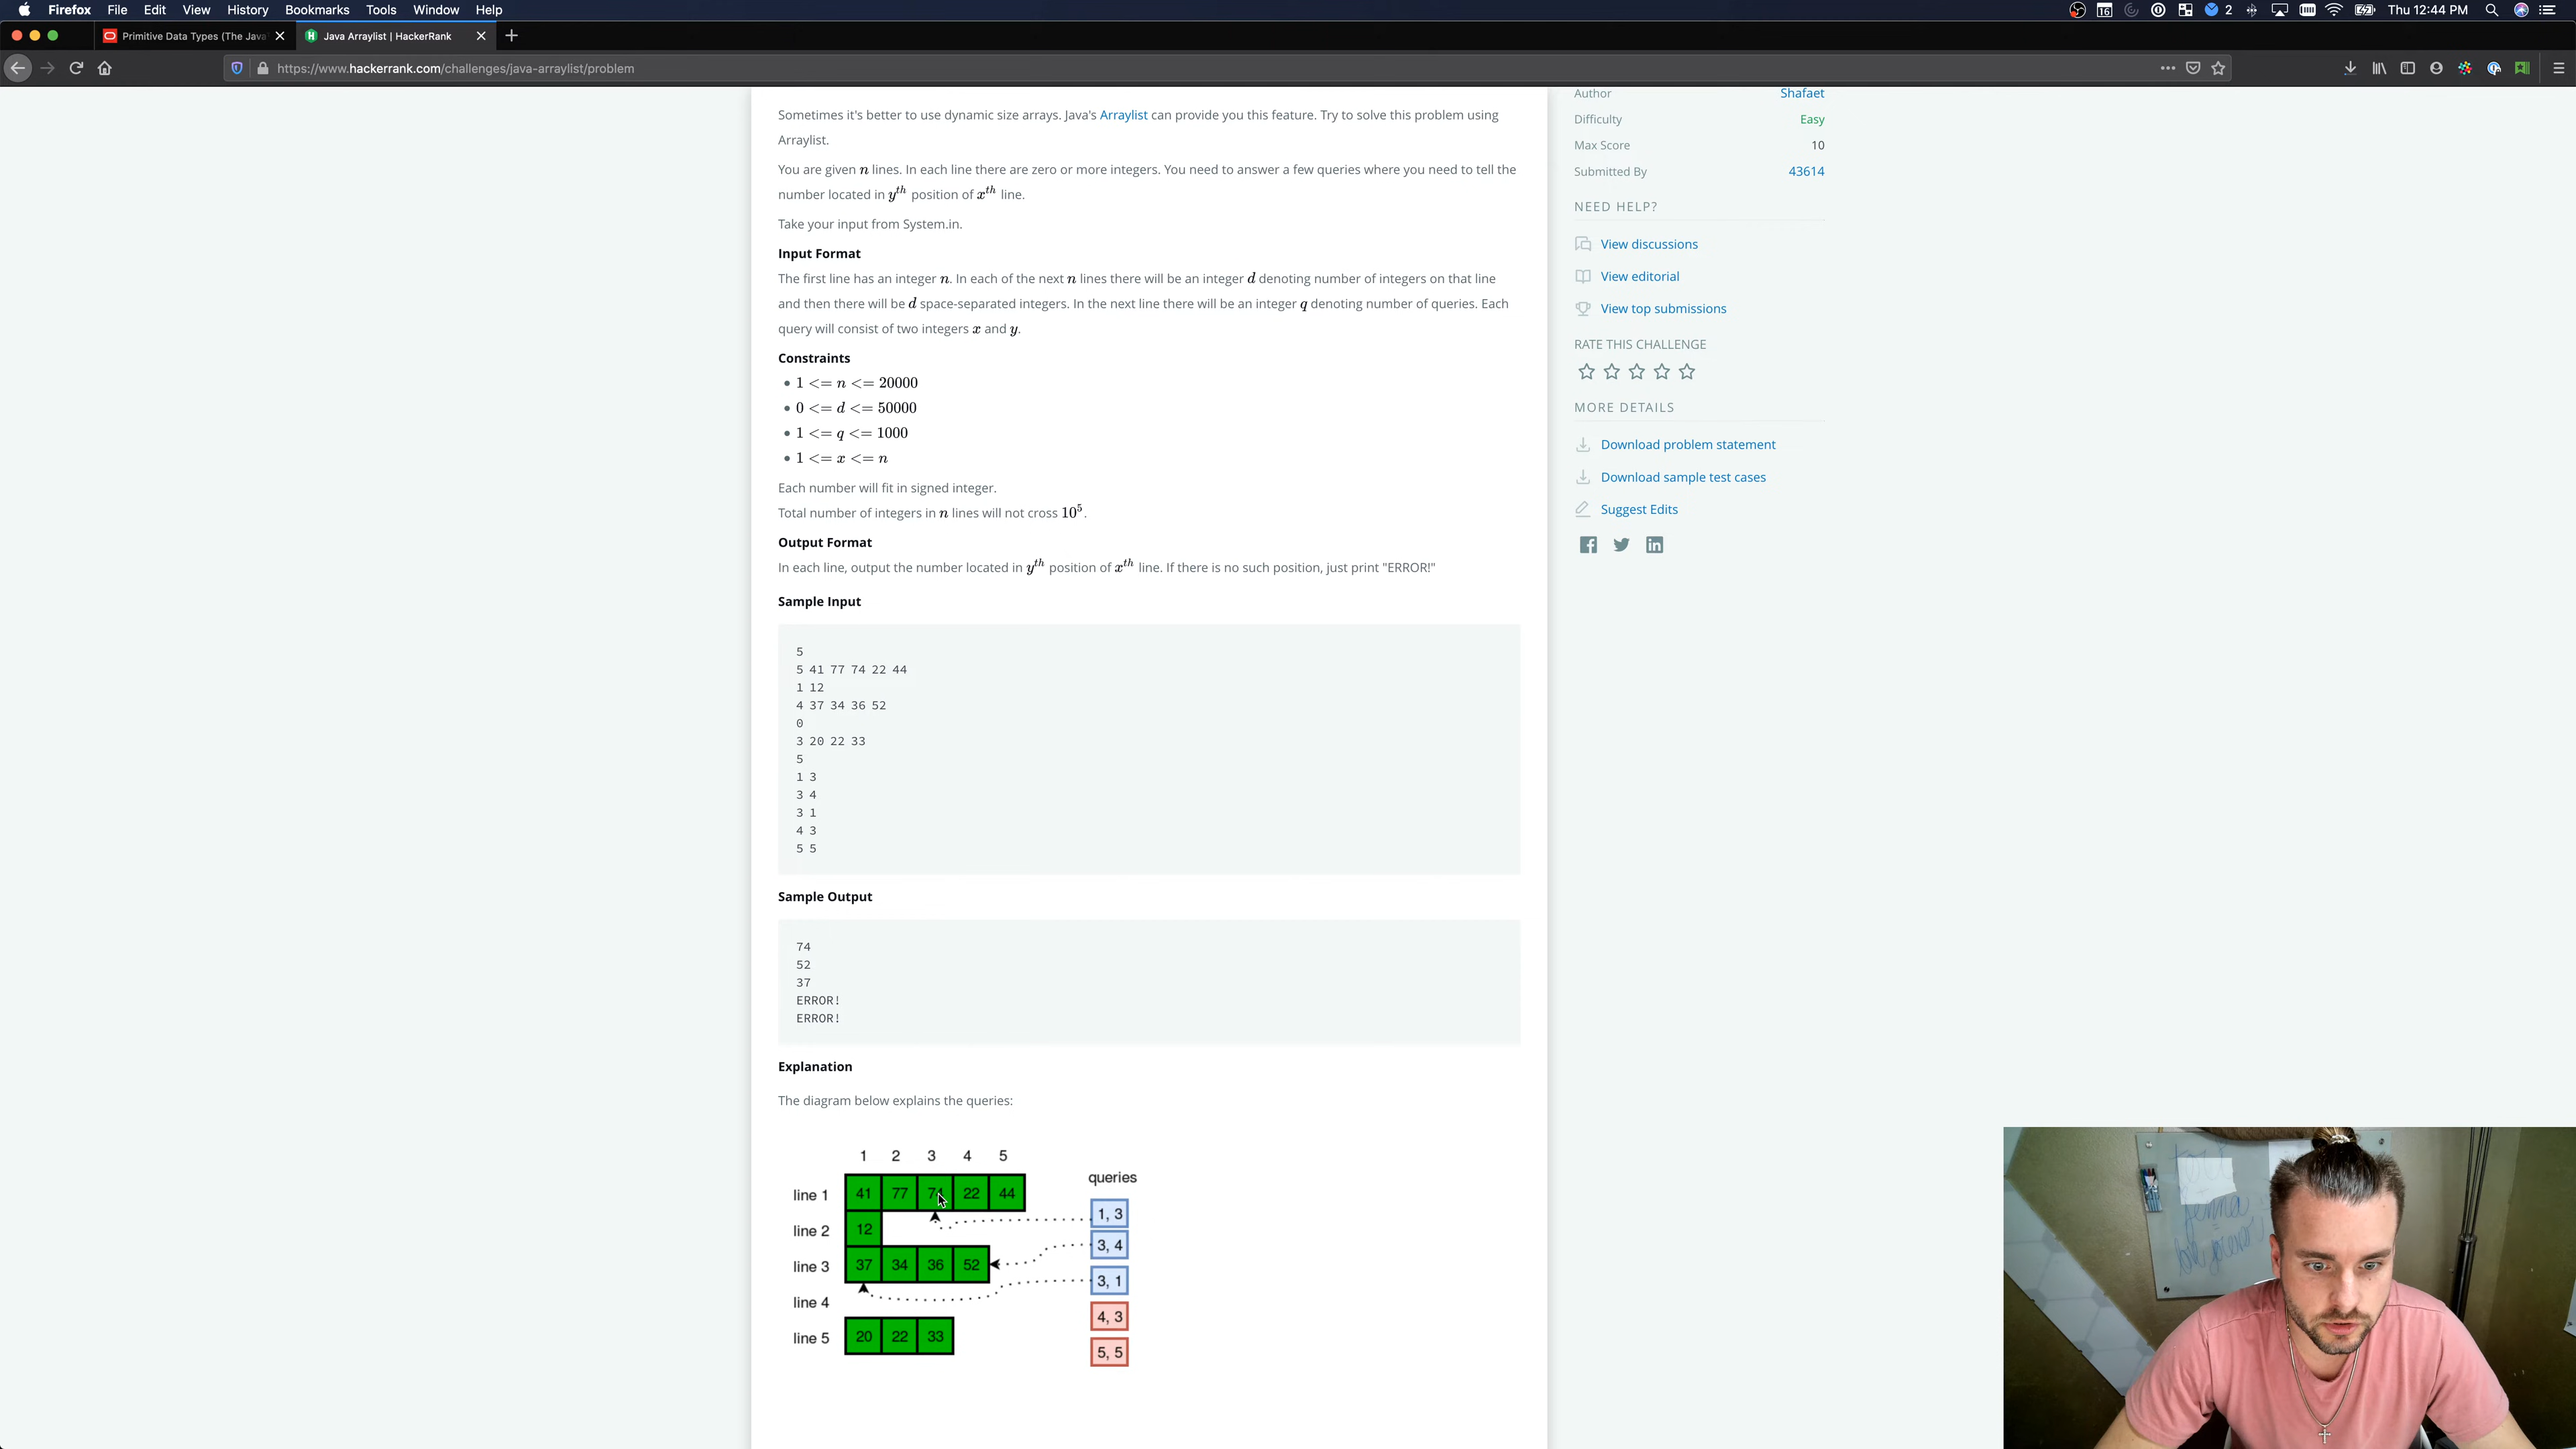 Firefox File Edit View History Bookmarks Tools Window Help
16
2
Thu 12:44 PM
Primitive Data Types (The Java
Java Arraylist | HackerRank
https://www.hackerrank.com/challenges/java-arraylist/problem
Sometimes it's better to use dynamic size arrays. Java's Arraylist can provide you this feature. Try to solve this problem using
Arraylist.
You are given n lines. In each line there are zero or more integers. You need to answer a few queries where you need to tell the
number located in yth position of xth line.
Take your input from System.in.
Input Format
The first line has an integer n. In each of the next n lines there will be an integer d denoting number of integers on that line
and then there will be d space-separated integers. In the next line there will be an integer q denoting number of queries. Each
query will consist of two integers x and y.
Constraints
• 1 <= n <= 20000
• 0 <= d <= 50000
• 1 <= q <= 1000
• 1 <= x <= n
Each number will fit in signed integer.
Total number of integers in n lines will not cross 10^5.
Output Format
In each line, output the number located in yth position of xth line. If there is no such position, just print "ERROR!"
Sample Input
5
5 41 77 74 22 44
1 12
4 37 34 36 52
0
3 20 22 33
5
1 3
3 4
3 1
4 3
5 5
Sample Output
74
52
37
ERROR!
ERROR!
Explanation
The diagram below explains the queries:
1 2 3 4 5
queries
line 1 41 77 74 22 44
1, 3
line 2 12
3, 4
line 3 37 34 36 52
3, 1
line 4
4, 3
line 5 20 22 33
5, 5
Author Shafaet
Difficulty Easy
Max Score 10
Submitted By 43614
NEED HELP?
View discussions
View editorial
View top submissions
RATE THIS CHALLENGE
MORE DETAILS
Download problem statement
Download sample test cases
Suggest Edits